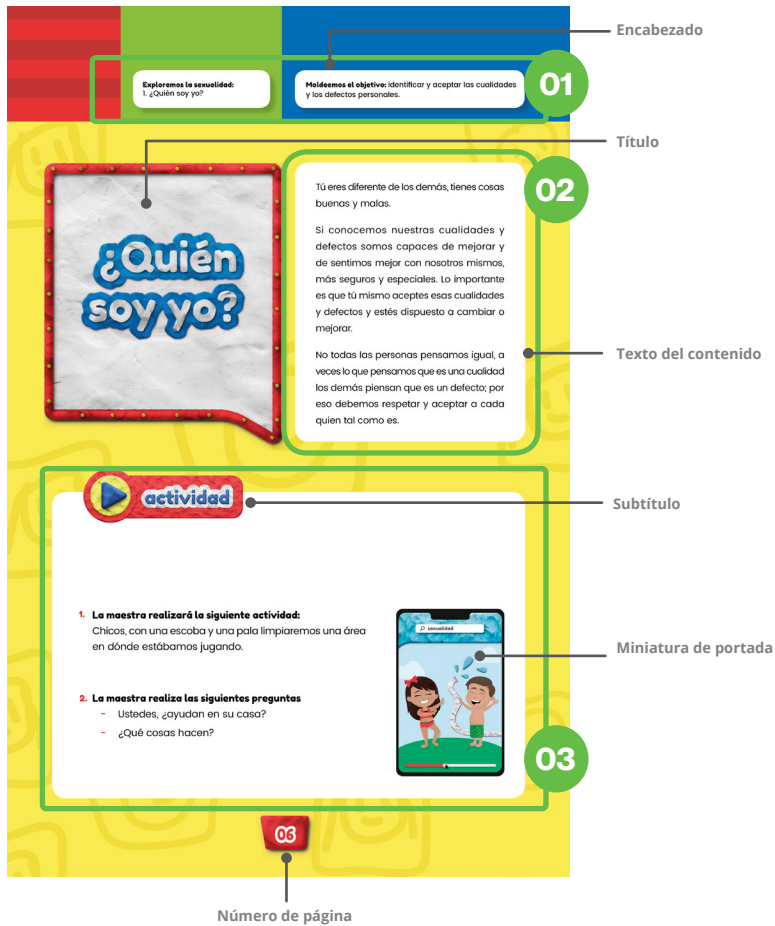 Encabezado
Exploremos la sexualidad:
1. ¿Quién soy yo?
Moldeemos el objetivo: identificar y aceptar las cualidades
y los defectos personales.
01
Título
¿Quién
soy yo?
02
Tú eres diferente de los demás, tienes cosas
buenas y malas.
Si conocemos nuestras cualidades y
defectos somos capaces de mejorar y
de sentirnos mejor con nosotros mismos,
más seguros y especiales. Lo importante
es que tú mismo aceptes esas cualidades
y defectos y estés dispuesto a cambiar o
mejorar.
No todas las personas pensamos igual, a
veces lo que pensamos que es una cualidad
los demás piensan que es un defecto; por
eso debemos respetar y aceptar a cada
quien tal como es.
Texto del contenido
actividad
Subtítulo
1. La maestra realizará la siguiente actividad:
Chicos, con una escoba y una pala limpiaremos una área
en dónde estábamos jugando.
2. La maestra realiza las siguientes preguntas
- Ustedes, ¿ayudan en su casa?
- ¿Qué cosas hacen?
sexualidad
Miniatura de portada
03
06
Número de página